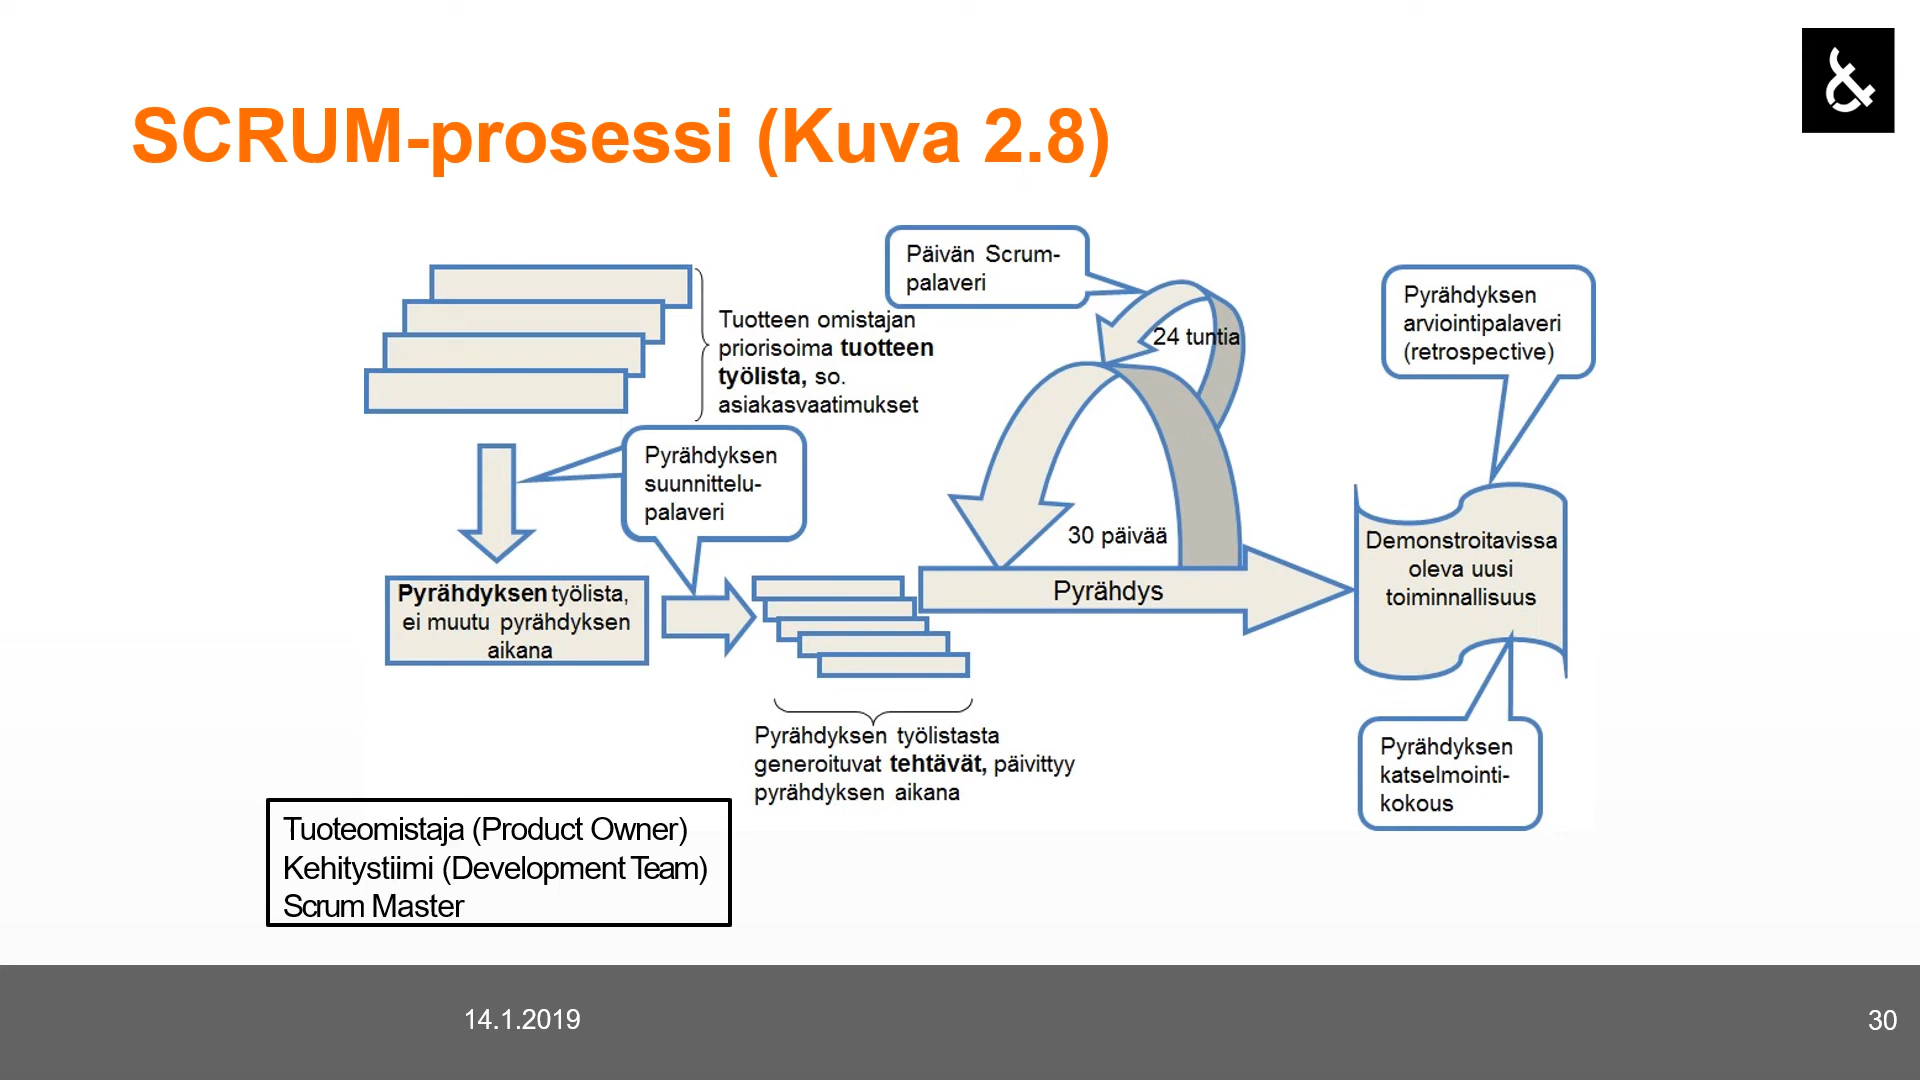 &
SCRUM-prosessi (Kuva 2.8)
Päivän Scrum-
palaveri
24 tuntia
Pyrähdyksen
arviointipalaveri
(retrospective)
Tuotteen omistajan
priorisoima tuotteen
työlista, so.
asiakasvaatimukset
Pyrähdyksen
suunnittelu-
palaveri
30 päivää
Pyrähdys
Demonstroitavissa
oleva uusi
toiminnallisuus
Pyrähdyksen työlista,
ei muutu pyrähdyksen
aikana
Pyrähdyksen työlistasta
generoituvat tehtävät, päivittyy
pyrähdyksen aikana
Pyrähdyksen
katselmointi-
kokous
Tuoteomistaja (Product Owner)
Kehitystiimi (Development Team)
Scrum Master
14.1.2019
30